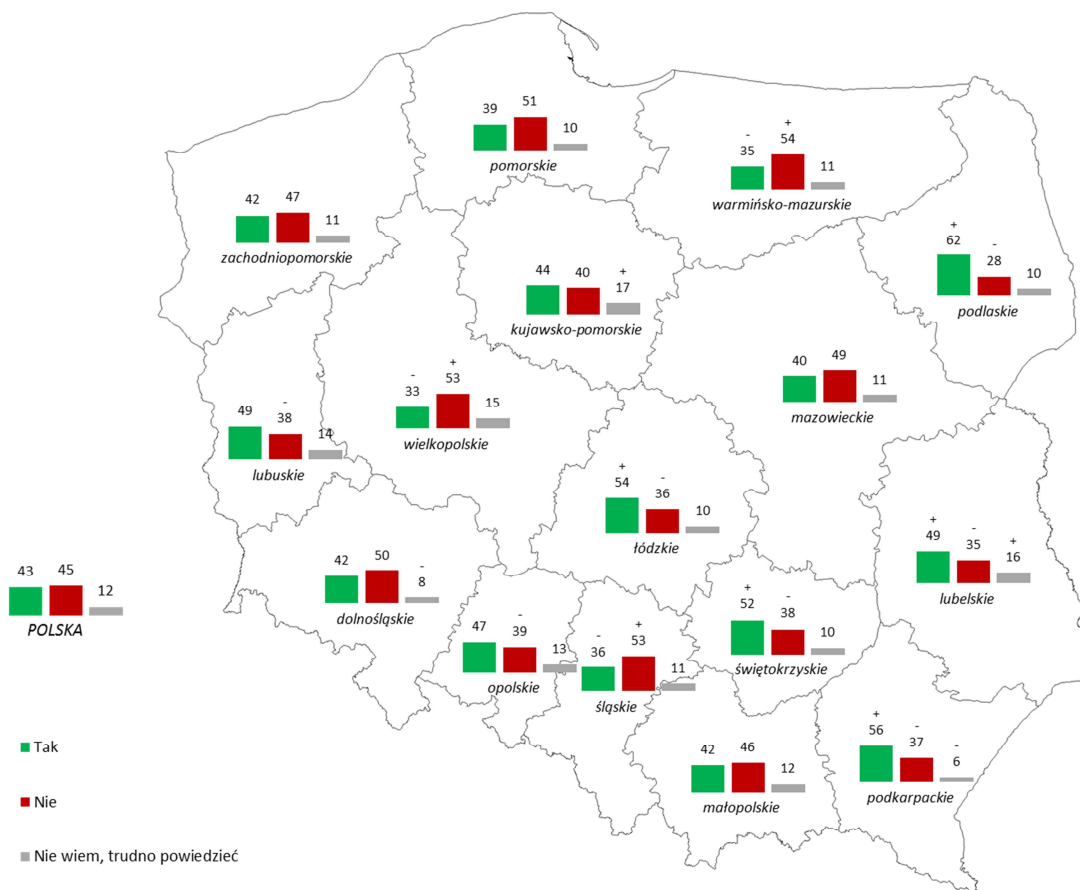 39 51 10
pomorskie
- +
35 54 11
warmińsko-mazurskie
42 47 11
zachodniopomorskie
+ -
62 28 10
podlaskie
+
44 40 17
kujawsko-pomorskie
- +
33 53 15
wielkopolskie
40 49 11
mazowieckie
-
49 38 14
lubuskie
+ -
54 36 10
łódzkie
+ - +
49 35 16
lubelskie
-
42 50 8
dolnośląskie
43 45 12
POLSKA
+ -
52 38 10
świętokrzyskie
-
47 39 13
opolskie
- +
36 53 11
śląskie
+ - -
56 37 6
podkarpackie
42 46 12
małopolskie
Tak
Nie
Nie wiem, trudno powiedzieć